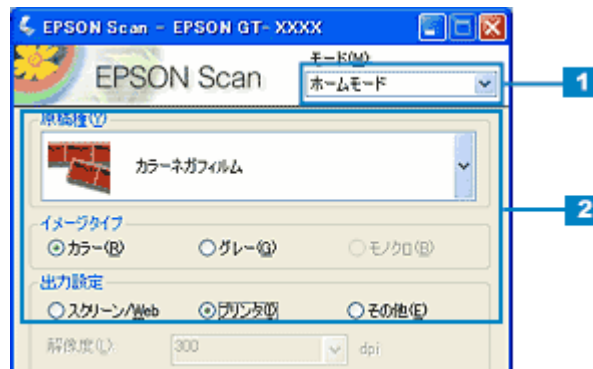 EPSON Scan - EPSON GT-XXXX
EPSON Scan
モード(M)
ホームモード
1
原稿種(Y)
カラーネガフィルム
2
イメージタイプ
カラー(R)
グレー(G)
モノクロ(B)
出力設定
スクリーン/Web
プリンタ(I)
その他(E)
解像度(L):
300
dpi